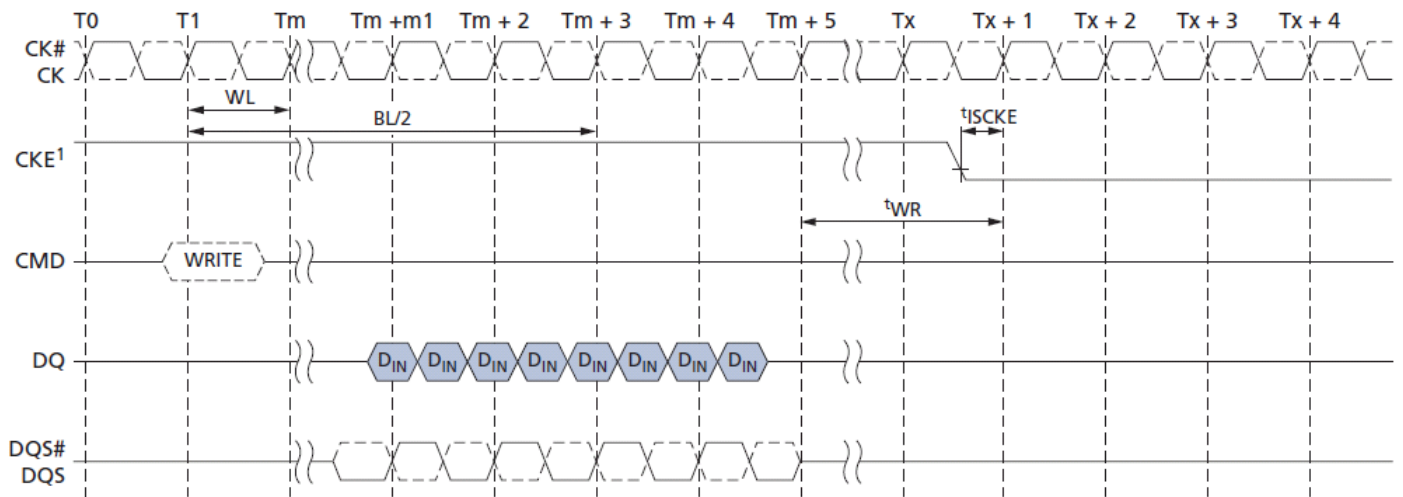 T0 T1 Tm Tm +m1 Tm + 2 Tm + 3 Tm + 4 Tm + 5 Tx Tx + 1 Tx + 2 Tx + 3 Tx + 4
CK#
CK
WL
BL/2
tISCKE
CKE1
tWR
CMD WRITE
DQ DIN DIN DIN DIN DIN DIN DIN DIN
DQS#
DQS